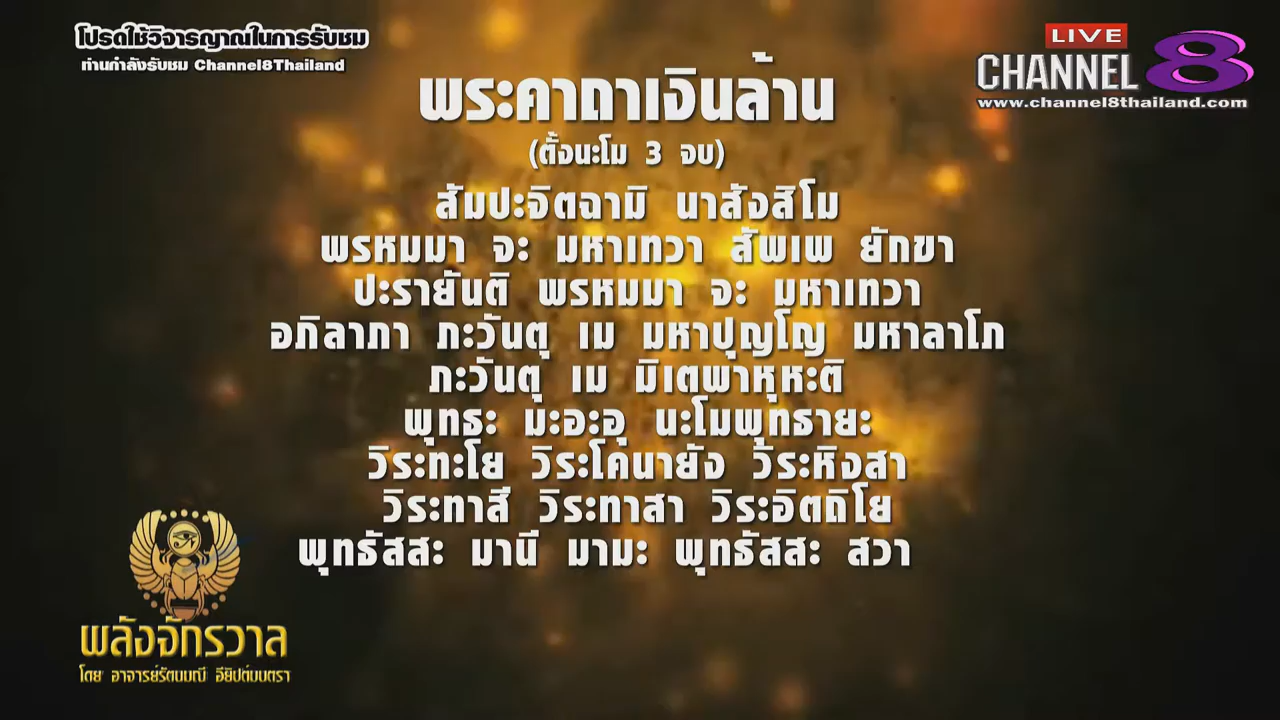 โปรดใช้วิจารญาณในการรับชม
ท่านกำลังรับชม Channel8Thailand
LIVE
CHANNEL 8
www.channel8thailand.com
พระคาถาเงินล้าน
(ตั้งนะโม 3 จบ)
สัมปะจิตฉามิ นาสังสิโม
พรหมมา จะ มหาเทวา สัพเพ ยักขา
ปะรายันติ พรหมมา จะ มหาเทวา
อภิลาภา ภะวันตุ เม มหาปุญโญ มหาลาโภ
ภะวันตุ เม มิเตพาหุหะติ
พุทธะ มะอะอุ นะโมพุทธายะ
วิระทะโย วิระโคนายัง วิระหิงสา
วิระทาสี วิระทาสา วิระอิตถิโย
พุทธัสสะ มานี มามะ พุทธัสสะ สวา
พลังจักรวาล
โดย อาจารย์รัตนมณี อียิปต์มนตรา